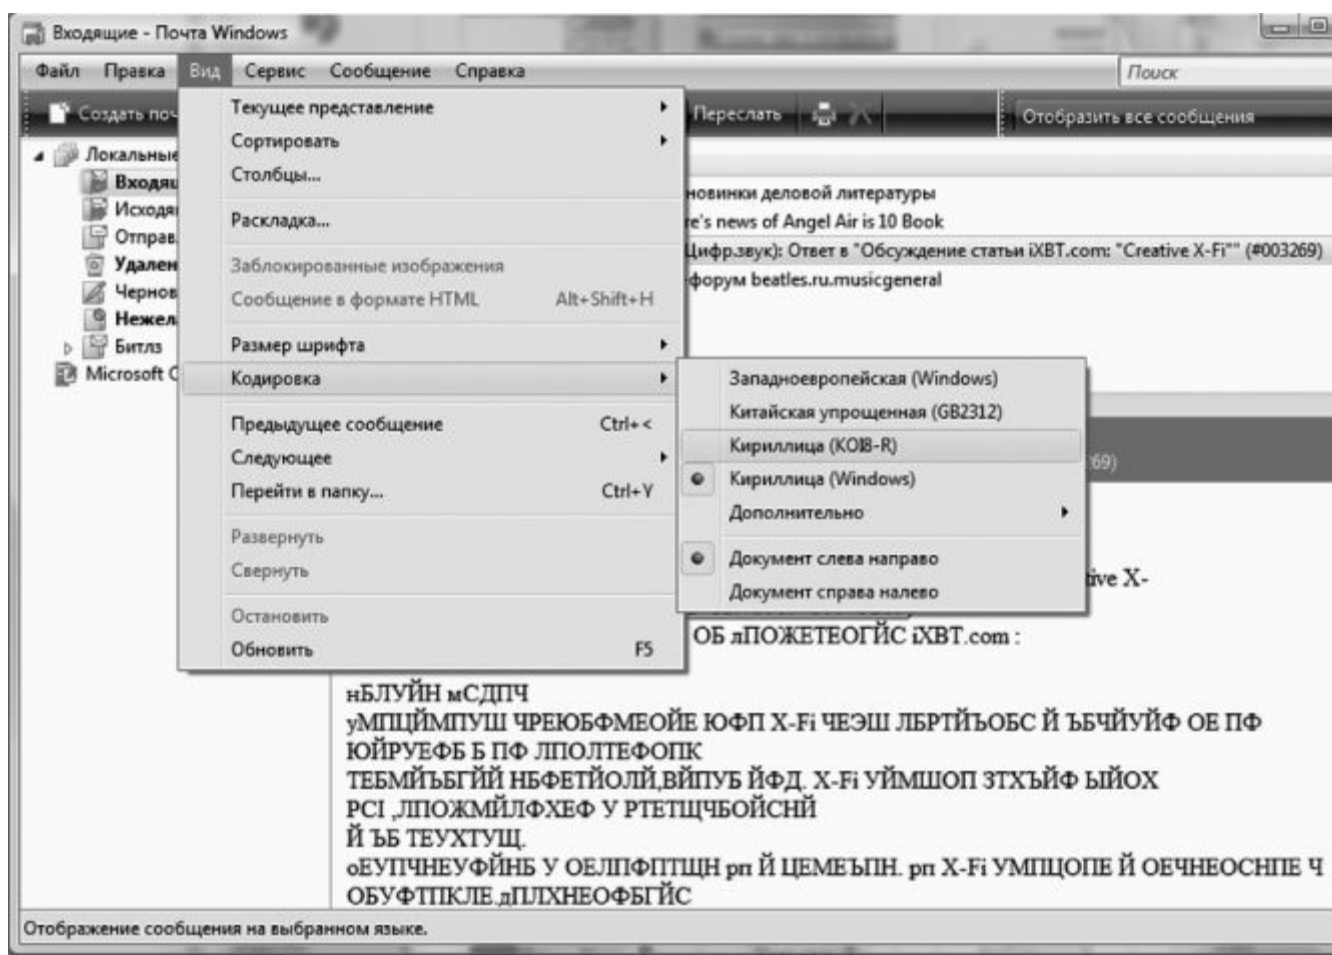 Входящие - Почта Windows
Файл Правка Вид Сервис Сообщение Справка
Поиск
Создать поч
Переслать
Отобразить все сообщения
Локальные
Входящ
Исходя
Отправ
Удален
Чернов
Нежел
Битлз
Microsoft C
Текущее представление
Сортировать
Столбцы...
Раскладка...
Заблокированные изображения
Сообщение в формате HTML Alt+Shift+H
Размер шрифта
Кодировка
Предыдущее сообщение Ctrl+<
Следующее
Перейти в папку... Ctrl+Y
Развернуть
Свернуть
Остановить
Обновить F5
новинки деловой литературы
re's news of Angel Air is 10 Book
Цифр.звук): Ответ в "Обсуждение статьи iXBT.com: "Creative X-Fi"" (#003269)
форум beatles.ru.musicgeneral
Западноевропейская (Windows)
Китайская упрощенная (GB2312)
Кириллица (KOI8-R)
Кириллица (Windows)
Дополнительно
Документ слева направо
Документ справа налево
69)
tive X-
ОБ лПОЖЕТЕОГЙС iXBT.com :
нБЛУЙН мСДПЧ
уМПЦЙМПУШ ЧРЕЮБФМЕОЙЕ ЮФП X-Fi ЧЕЭШ ЛБРТЙЪОБС Й ЪБЧЙУЙФ ОЕ ПФ
ЮЙРУЕФБ Б ПФ ЛПОЛТЕФОПК
ТЕБМЙЪБГЙЙ НБФЕТЙОЛЙ,ВЙПУБ ЙФД. X-Fi УЙМШОП ЗТХЪЙФ ЫЙОХ
PCI ,ЛПОЖМЙЛФХЕФ У РТЕТЩЧБОЙСНЙ
Й ЪБ ТЕУХТУЩ.
оЕУПЧНЕУФЙНБ У ОЕЛПФПТЩН рп Й ЦЕМЕЪПН. рп X-Fi УМПЦОПЕ Й ОЕЧНЕОСНПЕ Ч
ОБУФТПКЛЕ.дПЛХНЕОФБГЙС
Отображение сообщения на выбранном языке.